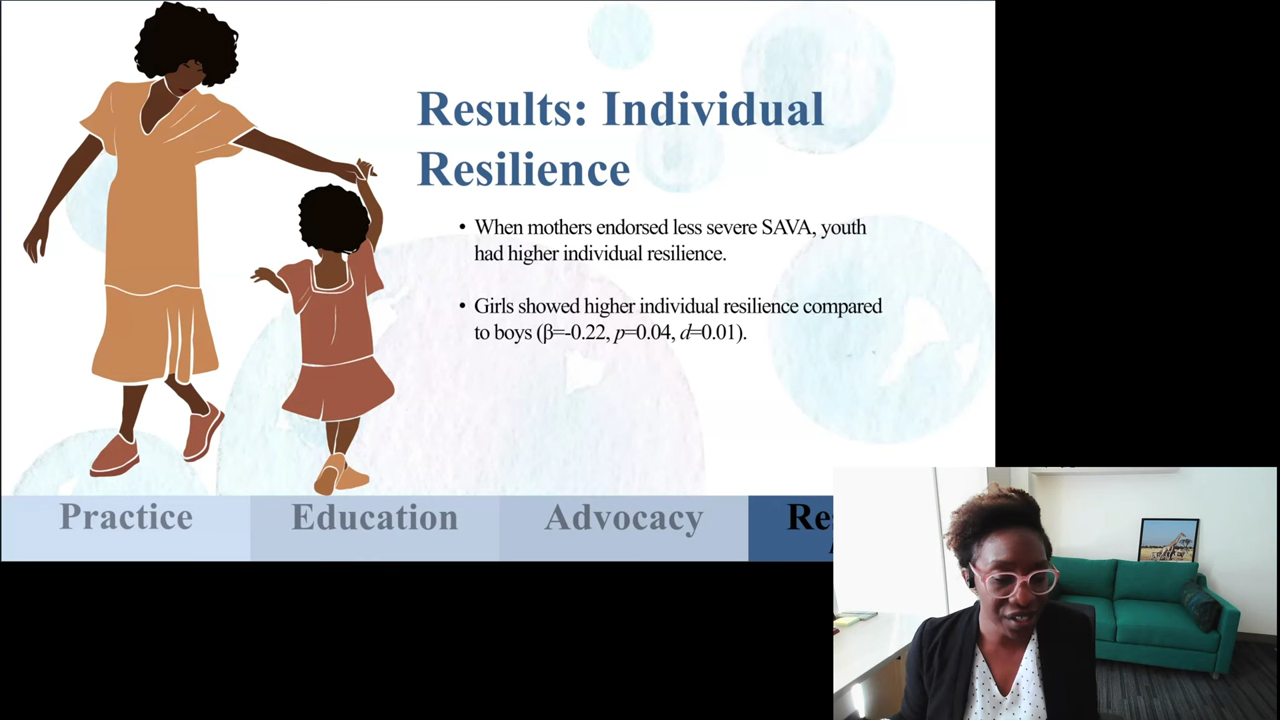 Results: Individual
Resilience
• When mothers endorsed less severe SAVA, youth
had higher individual resilience.
• Girls showed higher individual resilience compared
to boys (β=-0.22, p=0.04, d=0.01).
Practice
Education
Advocacy